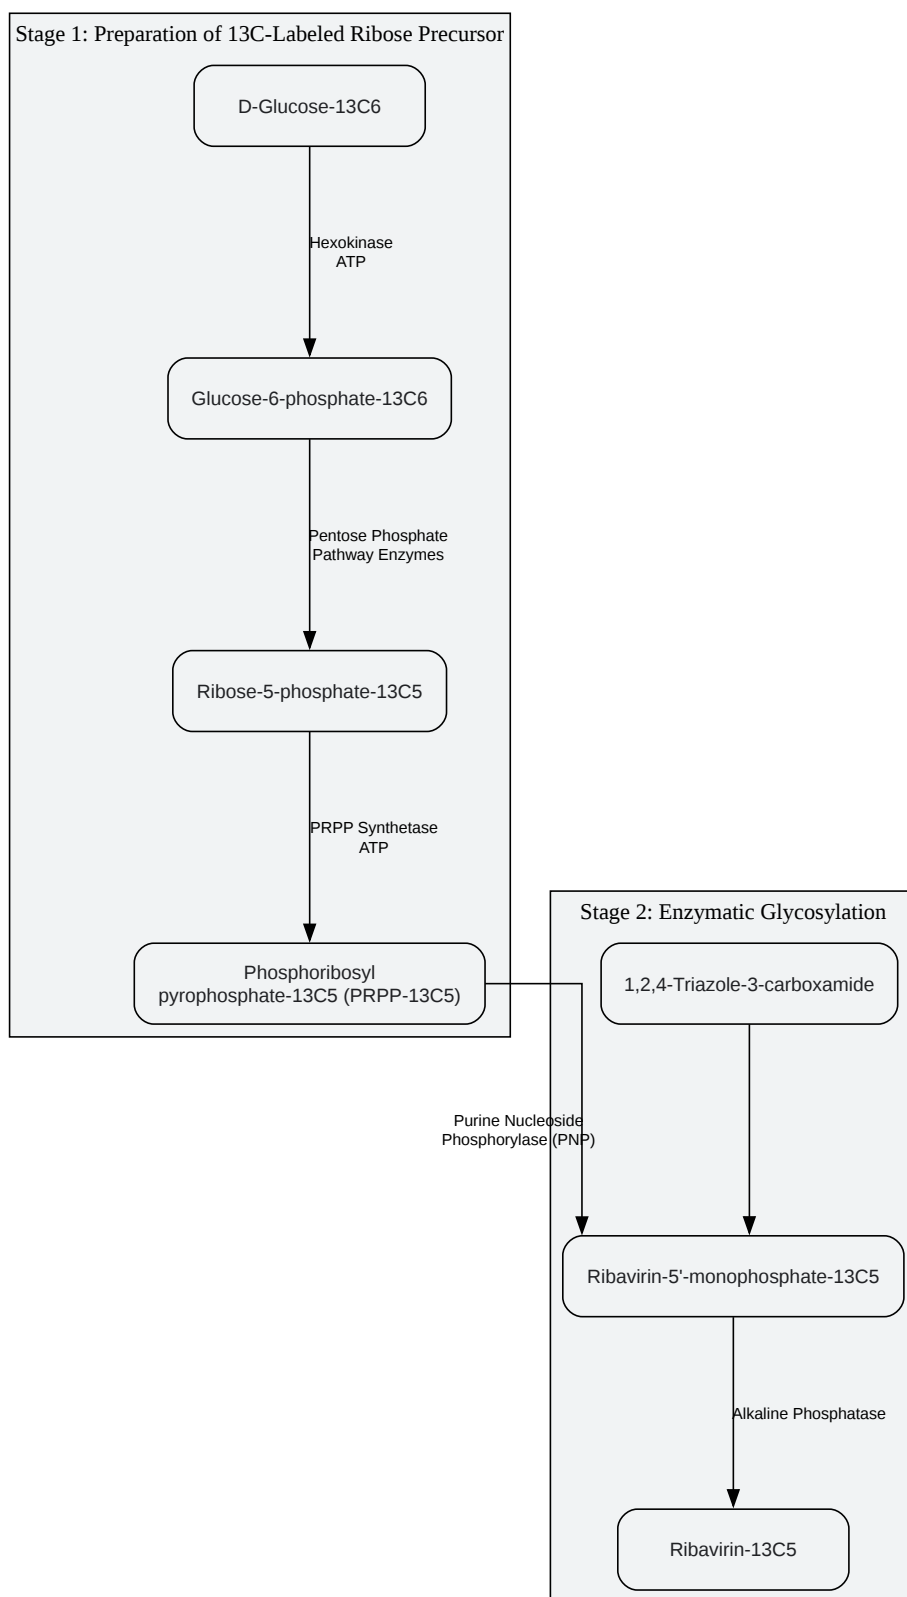 Stage 1: Preparation of 13C-Labeled Ribose Precursor
D-Glucose-13C6
Hexokinase
ATP
Glucose-6-phosphate-13C6
Pentose Phosphate
Pathway Enzymes
Ribose-5-phosphate-13C5
PRPP Synthetase
ATP
Phosphoribosyl
pyrophosphate-13C5 (PRPP-13C5)
Stage 2: Enzymatic Glycosylation
1,2,4-Triazole-3-carboxamide
Purine Nucleoside
Phosphorylase (PNP)
Ribavirin-5'-monophosphate-13C5
Alkaline Phosphatase
Ribavirin-13C5